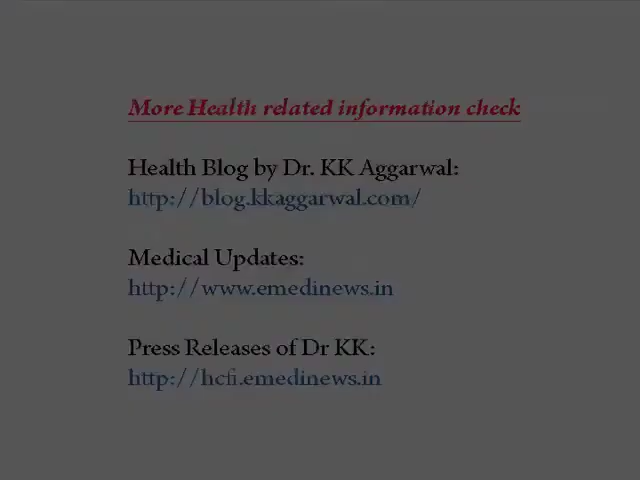 More Health related information check
Health Blog by Dr. KK Aggarwal:
http://blog.kkaggarwal.com/
Medical Updates:
http://www.emedinews.in
Press Releases of Dr KK:
http://hcfi.emedinews.in